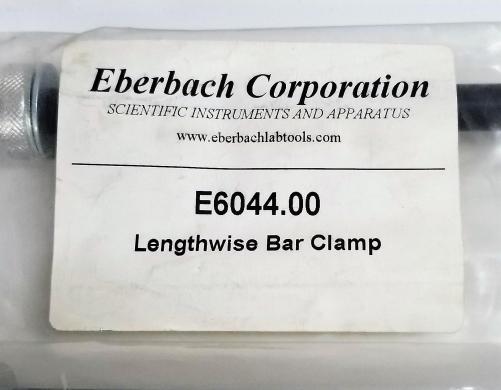 Eberbach Corporation
SCIENTIFIC INSTRUMENTS AND APPARATUS
www.eberbachlabtools.com
E6044.00
Lengthwise Bar Clamp